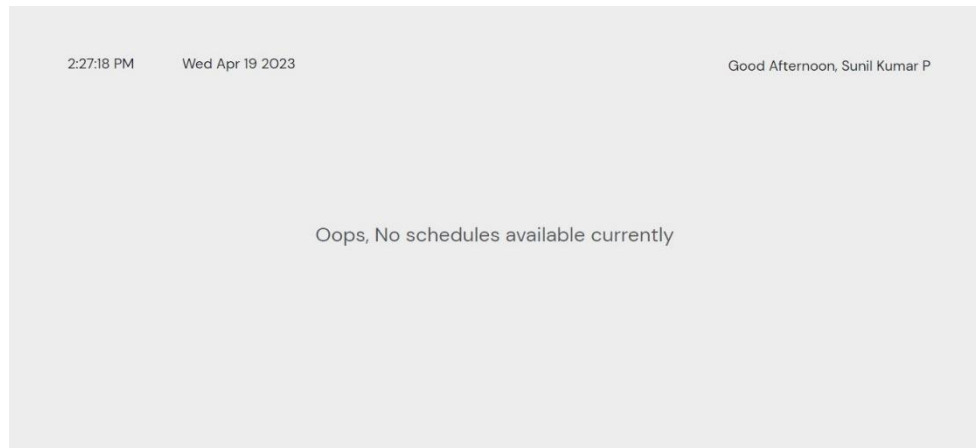 2:27:18 PM Wed Apr 19 2023 Good Afternoon, Sunil Kumar P
Oops, No schedules available currently